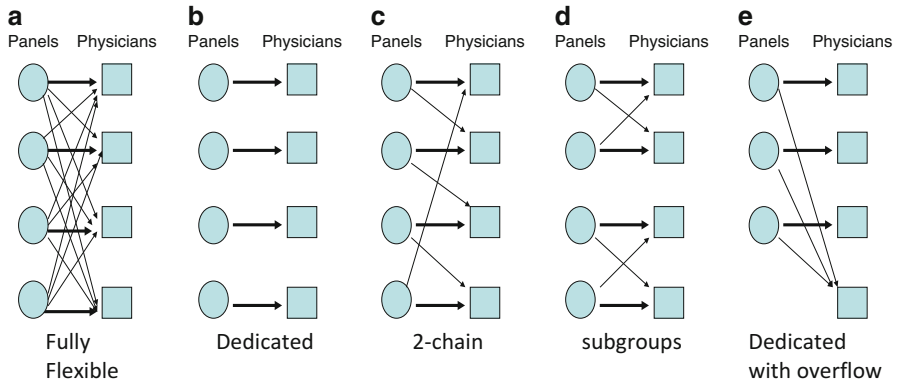 a b c d e
Panels Physicians Panels Physicians Panels Physicians Panels Physicians Panels Physicians
Fully Dedicated 2-chain subgroups Dedicated
Flexible with overflow